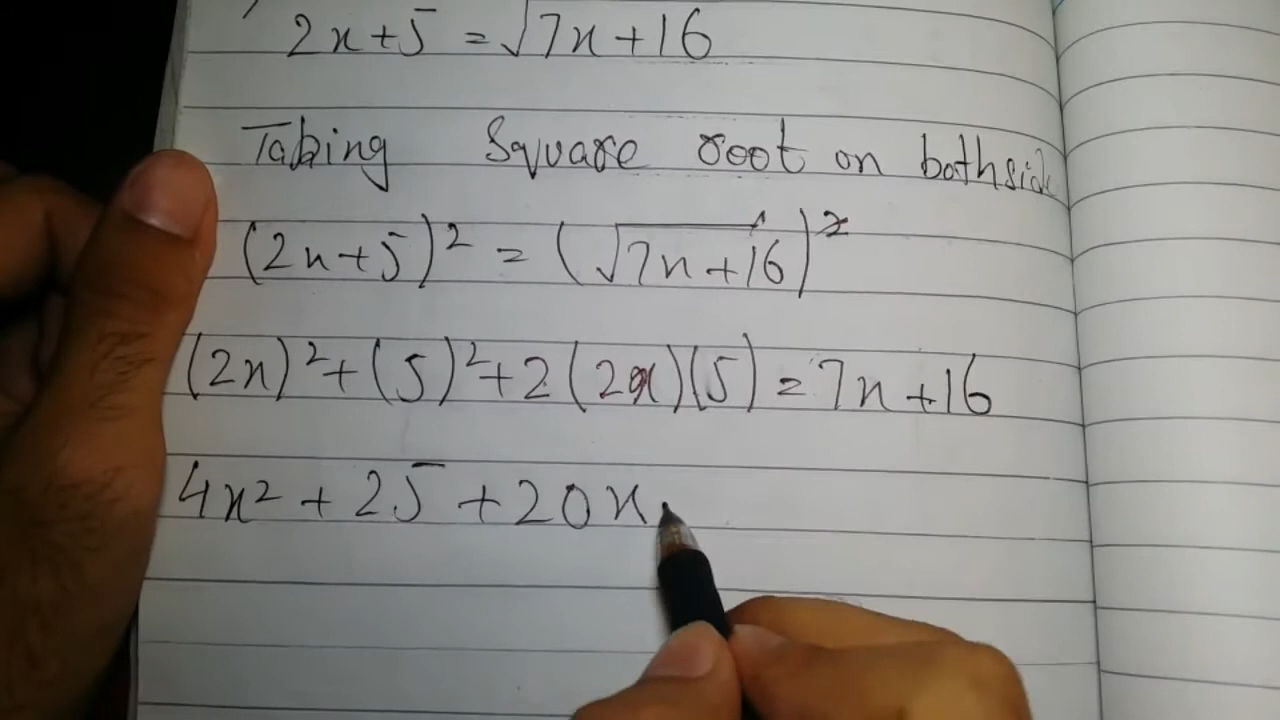 2x+5 = √7x+16
Taking Square root on bothside
(2x+5)² = (√7x+16)²
(2x)²+(5)²+2(2x)(5) = 7x+16
4x² + 25 + 20x